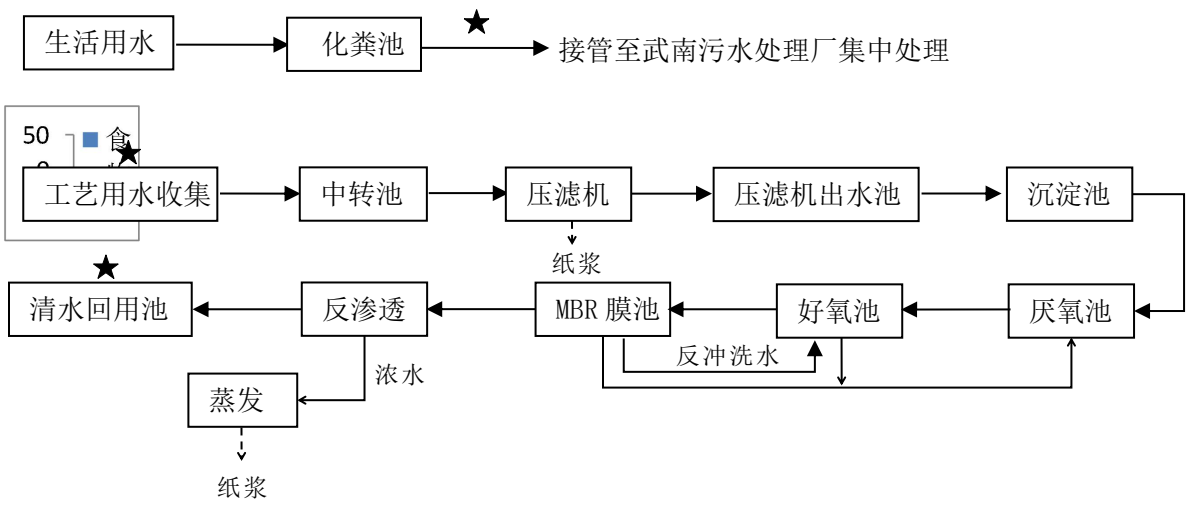 生活用水
化粪池
接管至武南污水处理厂集中处理
50
食
工艺用水收集
中转池
压滤机
压滤机出水池
沉淀池
纸浆
清水回用池
反渗透
MBR 膜池
好氧池
厌氧池
反冲洗水
浓水
蒸发
纸浆